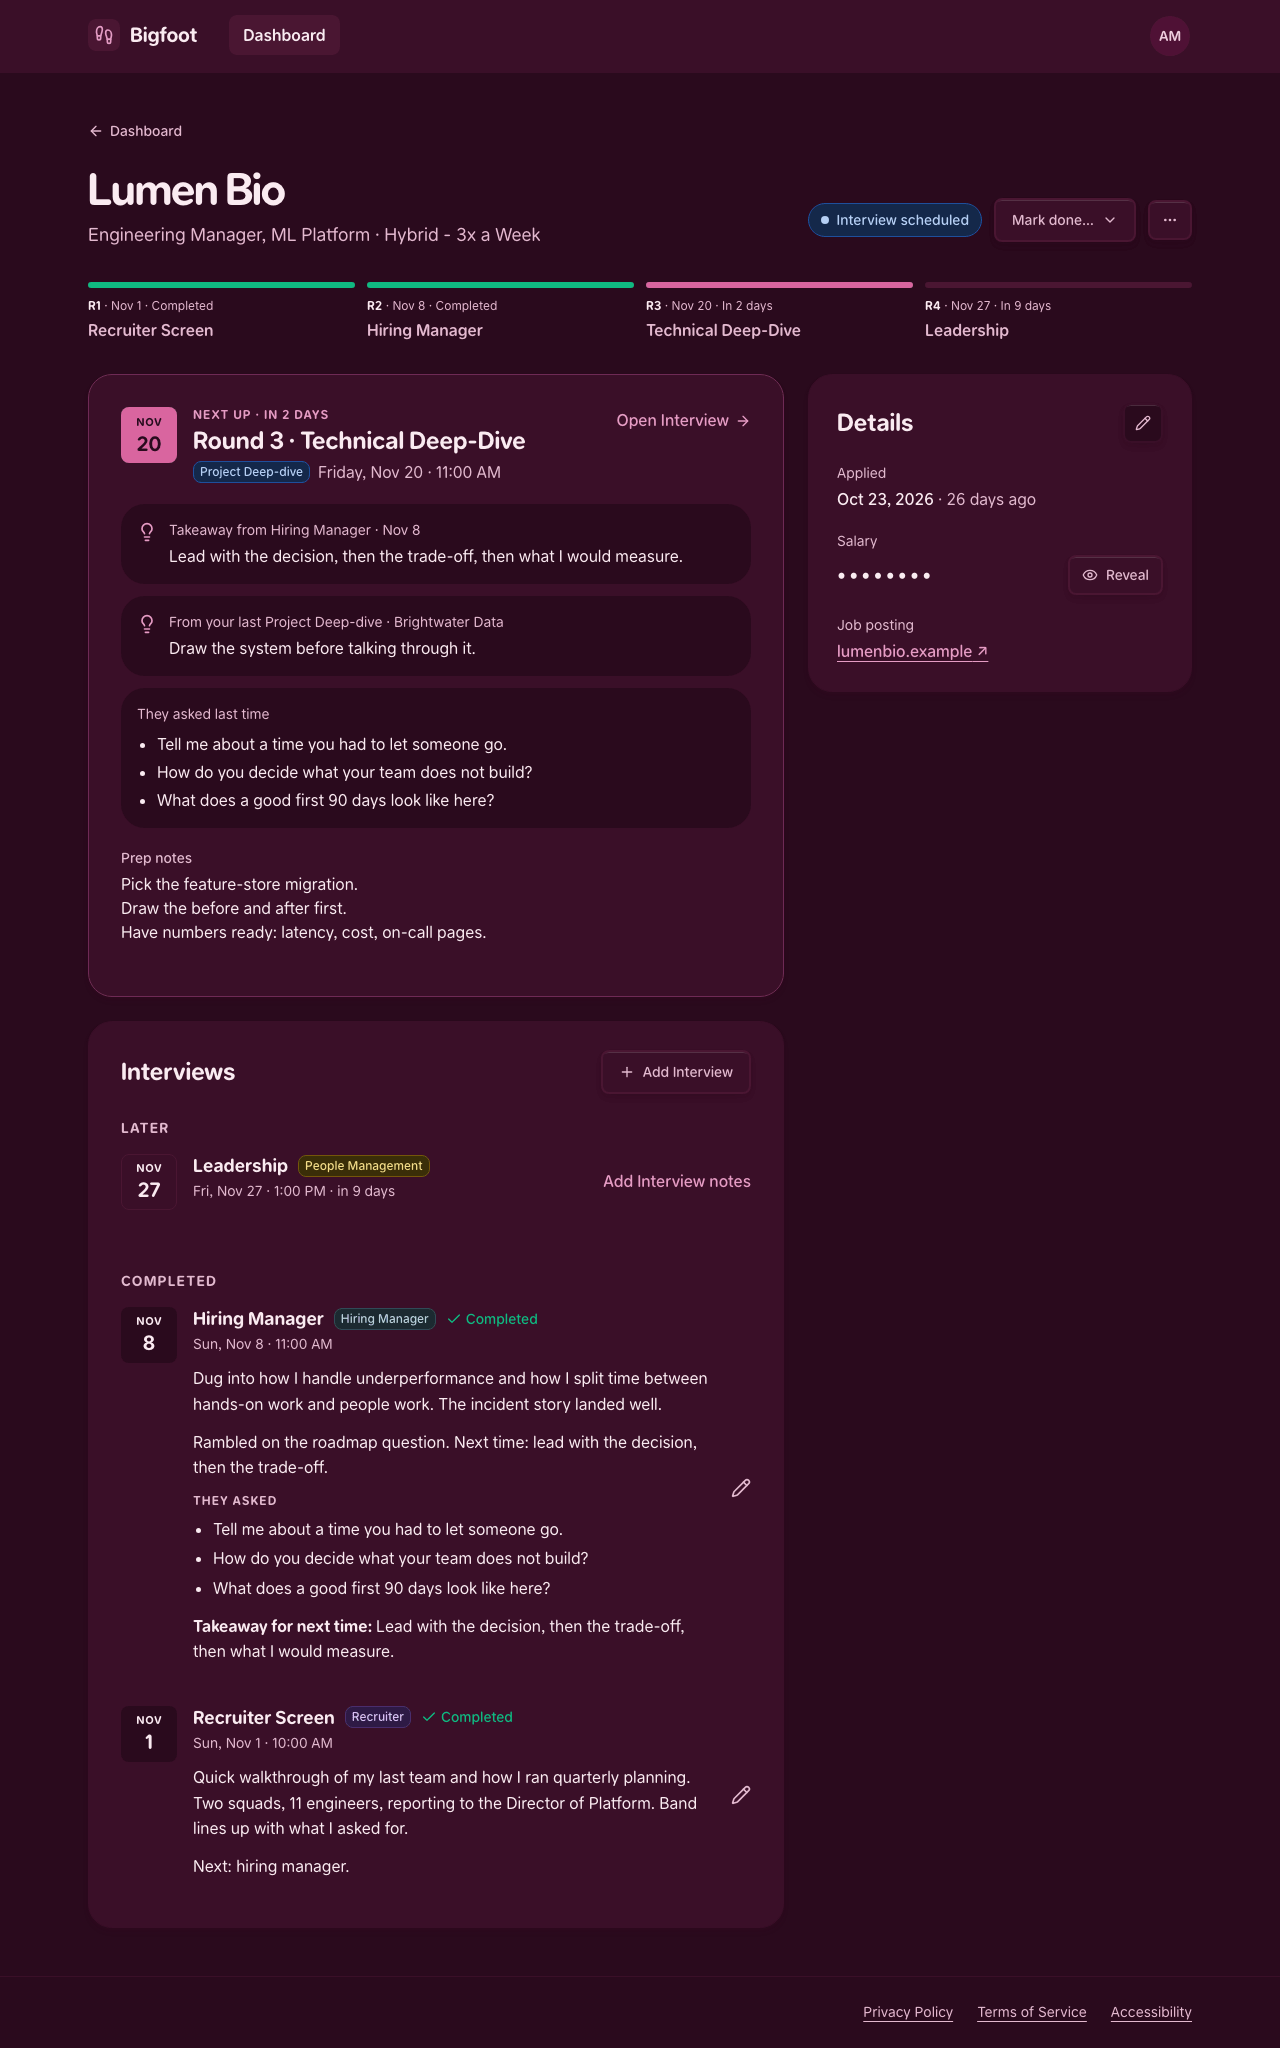 Bigfoot
Dashboard
AM
← Dashboard
Lumen Bio
Engineering Manager, ML Platform · Hybrid - 3x a Week
Interview scheduled
Mark done...
...
R1 · Nov 1 · Completed
Recruiter Screen
R2 · Nov 8 · Completed
Hiring Manager
R3 · Nov 20 · In 2 days
Technical Deep-Dive
R4 · Nov 27 · In 9 days
Leadership
NOV
20
NEXT UP · IN 2 DAYS
Round 3 · Technical Deep-Dive
Project Deep-dive
Friday, Nov 20 · 11:00 AM
Open Interview →
Takeaway from Hiring Manager · Nov 8
Lead with the decision, then the trade-off, then what I would measure.
From your last Project Deep-dive · Brightwater Data
Draw the system before talking through it.
They asked last time
• Tell me about a time you had to let someone go.
• How do you decide what your team does not build?
• What does a good first 90 days look like here?
Prep notes
Pick the feature-store migration.
Draw the before and after first.
Have numbers ready: latency, cost, on-call pages.
Details
Applied
Oct 23, 2026 · 26 days ago
Salary
••••••••
Reveal
Job posting
lumenbio.example ↗
Interviews
+ Add Interview
LATER
NOV
27
Leadership
People Management
Fri, Nov 27 · 1:00 PM · in 9 days
Add Interview notes
COMPLETED
NOV
8
Hiring Manager
Hiring Manager
✓ Completed
Sun, Nov 8 · 11:00 AM
Dug into how I handle underperformance and how I split time between
hands-on work and people work. The incident story landed well.
Rambled on the roadmap question. Next time: lead with the decision,
then the trade-off.
THEY ASKED
• Tell me about a time you had to let someone go.
• How do you decide what your team does not build?
• What does a good first 90 days look like here?
Takeaway for next time: Lead with the decision, then the trade-off,
then what I would measure.
NOV
1
Recruiter Screen
Recruiter
✓ Completed
Sun, Nov 1 · 10:00 AM
Quick walkthrough of my last team and how I ran quarterly planning.
Two squads, 11 engineers, reporting to the Director of Platform. Band
lines up with what I asked for.
Next: hiring manager.
Privacy Policy
Terms of Service
Accessibility